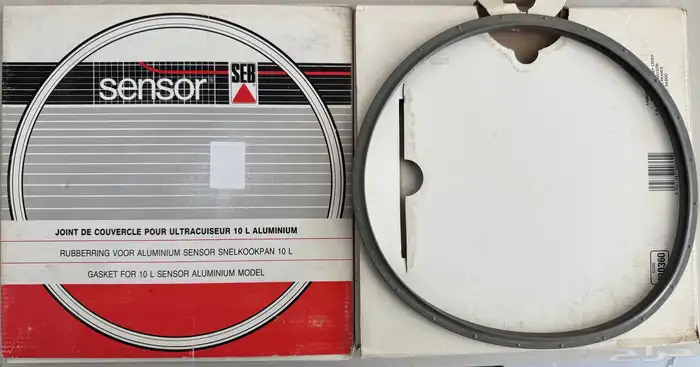 sensor
SEB
JOINT DE COUVERCLE POUR ULTRACUISEUR 10 L ALUMINIUM
RUBBERRING VOOR ALUMINIUM SENSOR SNELKOOKPAN 10 L
GASKET FOR 10 L SENSOR ALUMINIUM MODEL
حراج